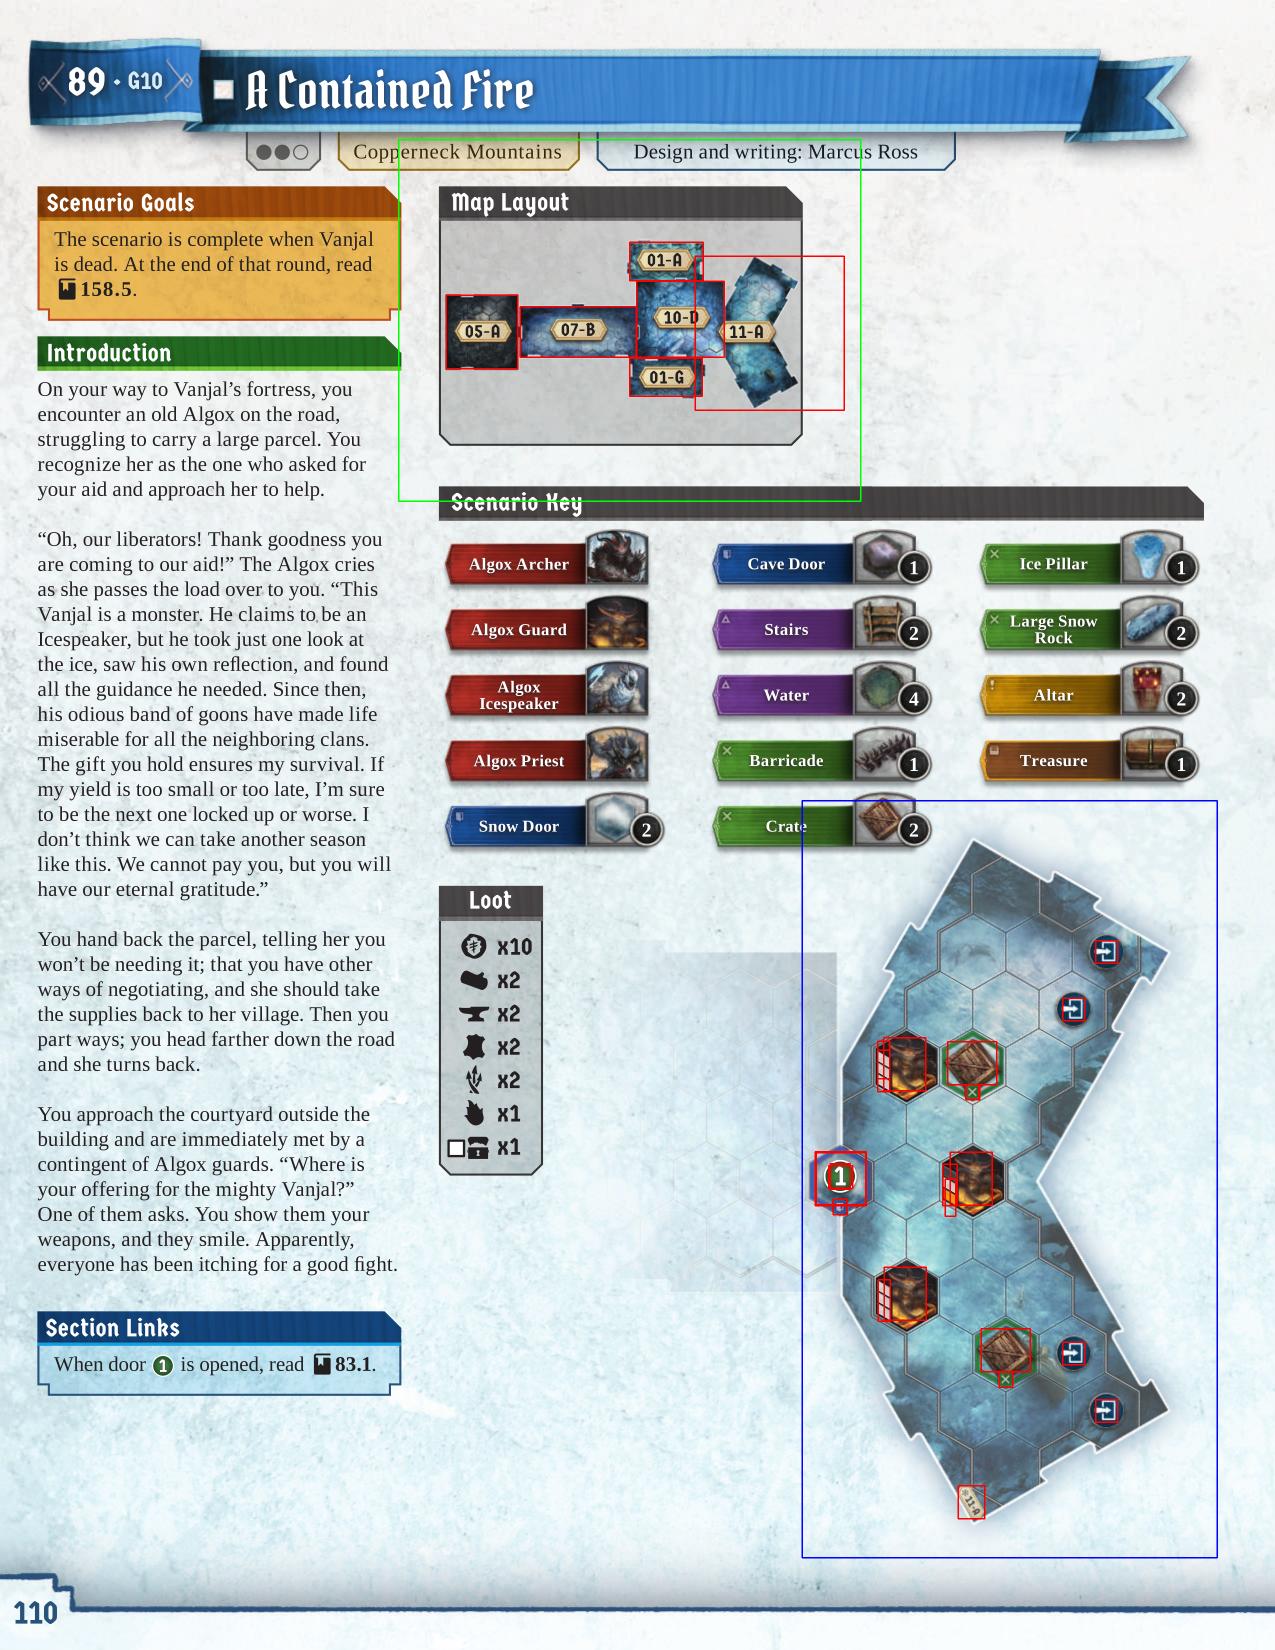 89 · G10
A Contained Fire
Copperneck Mountains
Design and writing: Marcus Ross
Scenario Goals
The scenario is complete when Vanjal
is dead. At the end of that round, read
158.5.
Introduction
On your way to Vanjal’s fortress, you
encounter an old Algox on the road,
struggling to carry a large parcel. You
recognize her as the one who asked for
your aid and approach her to help.
“Oh, our liberators! Thank goodness you
are coming to our aid!” The Algox cries
as she passes the load over to you. “This
Vanjal is a monster. He claims to be an
Icespeaker, but he took just one look at
the ice, saw his own reflection, and found
all the guidance he needed. Since then,
his odious band of goons have made life
miserable for all the neighboring clans.
The gift you hold ensures my survival. If
my yield is too small or too late, I’m sure
to be the next one locked up or worse. I
don’t think we can take another season
like this. We cannot pay you, but you will
have our eternal gratitude.”
You hand back the parcel, telling her you
won’t be needing it; that you have other
ways of negotiating, and she should take
the supplies back to her village. Then you
part ways; you head farther down the road
and she turns back.
You approach the courtyard outside the
building and are immediately met by a
contingent of Algox guards. “Where is
your offering for the mighty Vanjal?”
One of them asks. You show them your
weapons, and they smile. Apparently,
everyone has been itching for a good fight.
Section Links
When door 1 is opened, read 83.1.
Map Layout
01-A
05-A
07-B
10-D
11-A
01-G
Scenario Key
Algox Archer
Cave Door 1
Ice Pillar 1
Algox Guard
Stairs 2
Large Snow
Rock 2
Algox
Icespeaker
Water 4
Altar 2
Algox Priest
Barricade 1
Treasure 1
Snow Door 2
Crate 2
Loot
x10
x2
x2
x2
x2
x1
x1
1
11-A
110